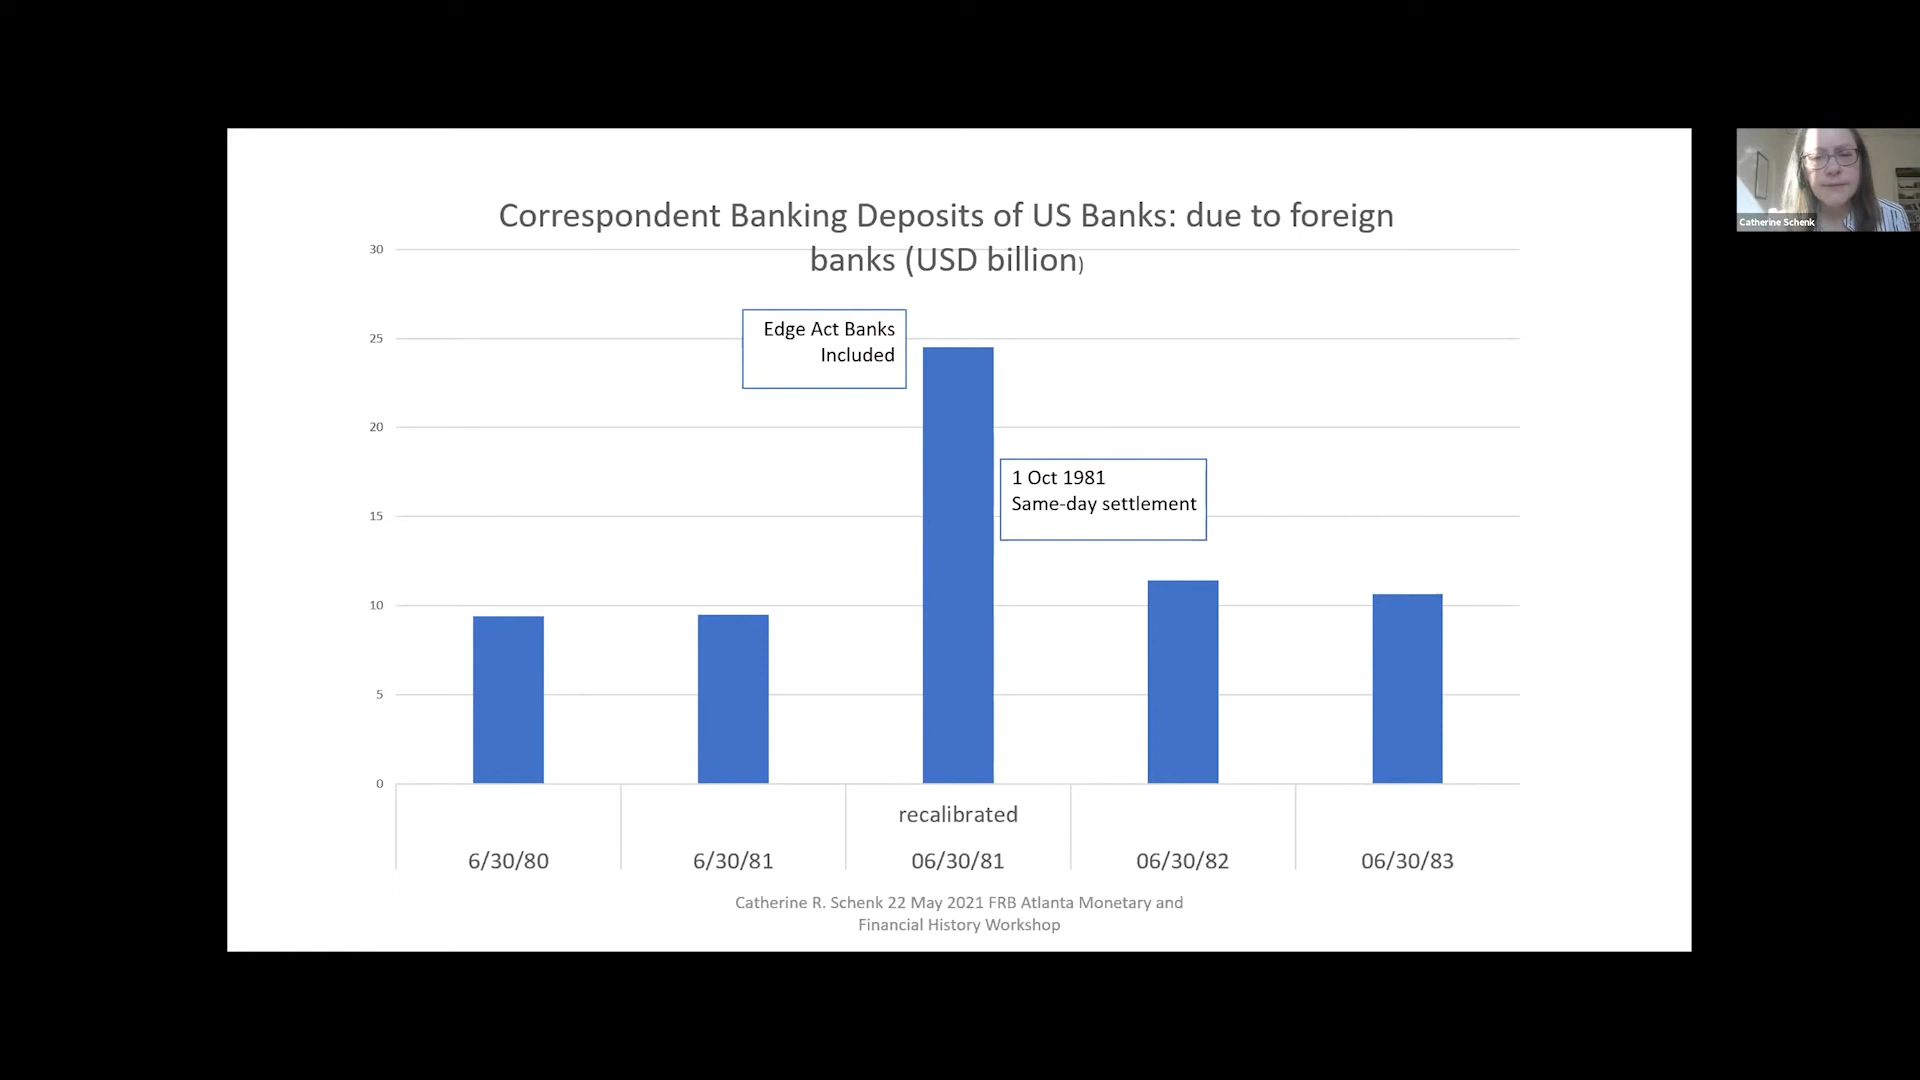 Correspondent Banking Deposits of US Banks: due to foreign
banks (USD billion)
30
25
20
15
10
5
0
Edge Act Banks
Included
1 Oct 1981
Same-day settlement
recalibrated
6/30/80
6/30/81
06/30/81
06/30/82
06/30/83
Catherine R. Schenk 22 May 2021 FRB Atlanta Monetary and
Financial History Workshop
Catherine Schenk